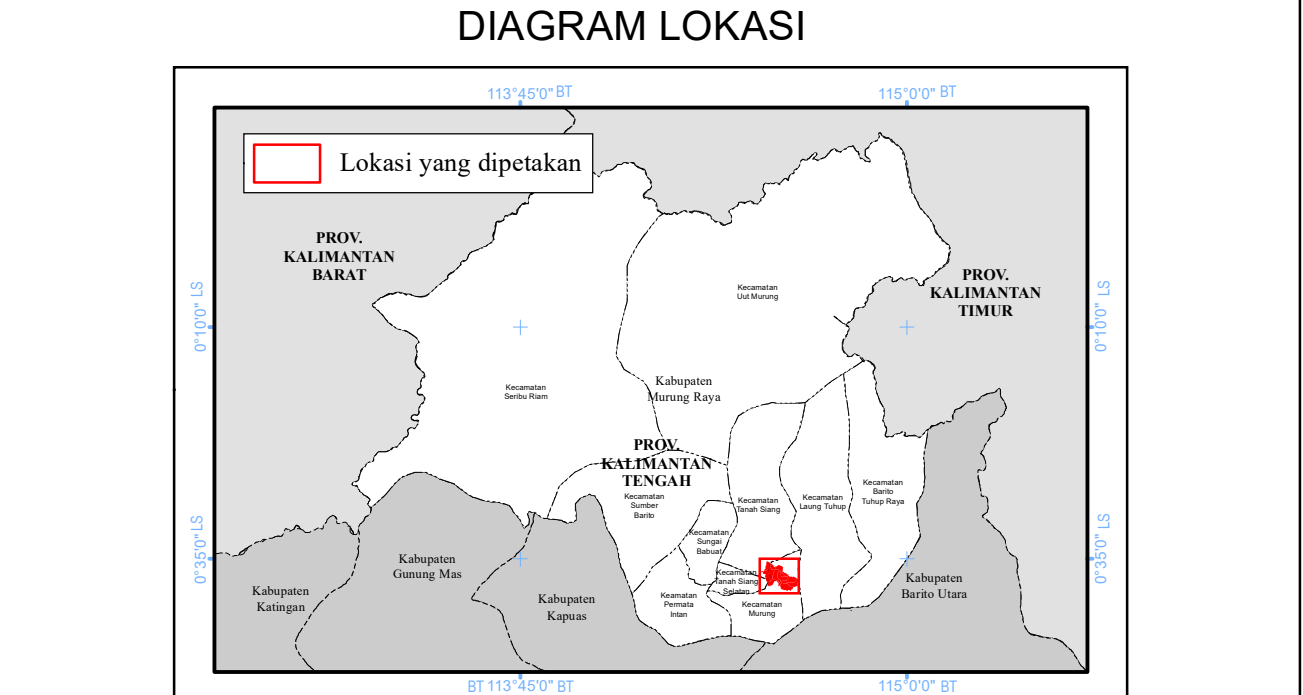 DIAGRAM LOKASI
113°45'0" BT
115°0'0" BT
Lokasi yang dipetakan
PROV.
KALIMANTAN
BARAT
PROV.
KALIMANTAN
TIMUR
Kecamatan
Uut Murung
0°10'0" LS
0°10'0" LS
Kecamatan
Seribu Riam
Kabupaten
Murung Raya
PROV.
KALIMANTAN
TENGAH
Kecamatan
Sumber
Barito
Kecamatan
Tanah Siang
Kecamatan
Laung Tuhup
Kecamatan
Barito
Tuhup Raya
Kecamatan
Sungai
Babuat
0°35'0" LS
0°35'0" LS
Kabupaten
Gunung Mas
Kecamatan
Tanah Siang
Selatan
Kabupaten
Barito Utara
Kabupaten
Katingan
Kabupaten
Kapuas
Keamatan
Permata
Intan
Kecamatan
Murung
BT 113°45'0" BT
115°0'0" BT